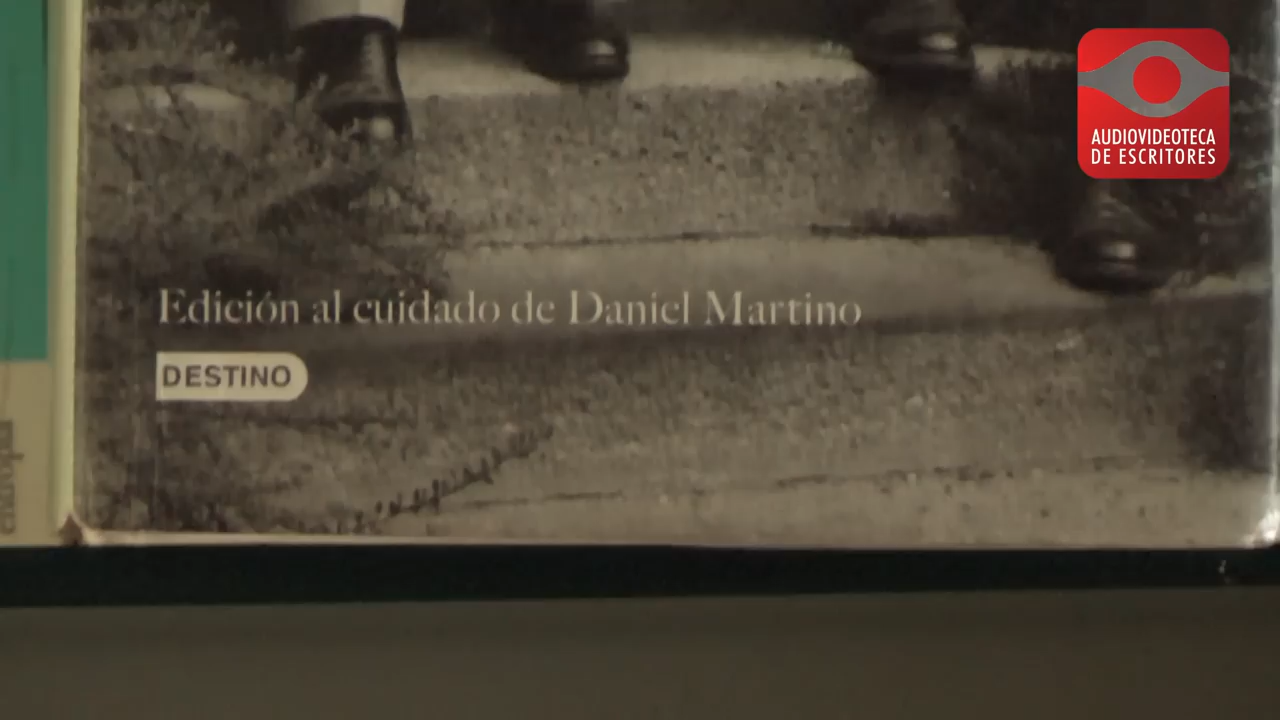 AUDIOVIDEOTECA
DE ESCRITORES
Edición al cuidado de Daniel Martino
DESTINO